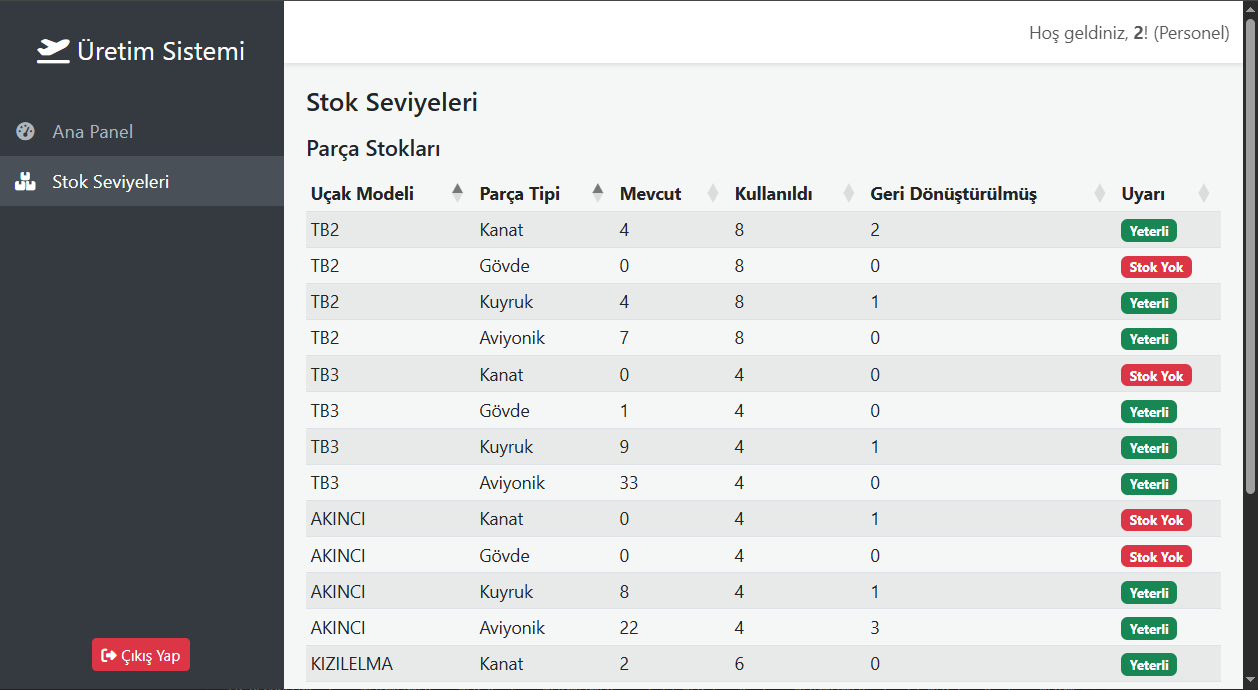 Üretim Sistemi
Hoş geldiniz, 2! (Personel)
Ana Panel
Stok Seviyeleri
Çıkış Yap
Stok Seviyeleri
Parça Stokları
Uçak Modeli Parça Tipi Mevcut Kullanıldı Geri Dönüştürülmüş Uyarı
TB2 Kanat 4 8 2 Yeterli
TB2 Gövde 0 8 0 Stok Yok
TB2 Kuyruk 4 8 1 Yeterli
TB2 Aviyonik 7 8 0 Yeterli
TB3 Kanat 0 4 0 Stok Yok
TB3 Gövde 1 4 0 Yeterli
TB3 Kuyruk 9 4 1 Yeterli
TB3 Aviyonik 33 4 0 Yeterli
AKINCI Kanat 0 4 1 Stok Yok
AKINCI Gövde 0 4 0 Stok Yok
AKINCI Kuyruk 8 4 1 Yeterli
AKINCI Aviyonik 22 4 3 Yeterli
KIZILELMA Kanat 2 6 0 Yeterli